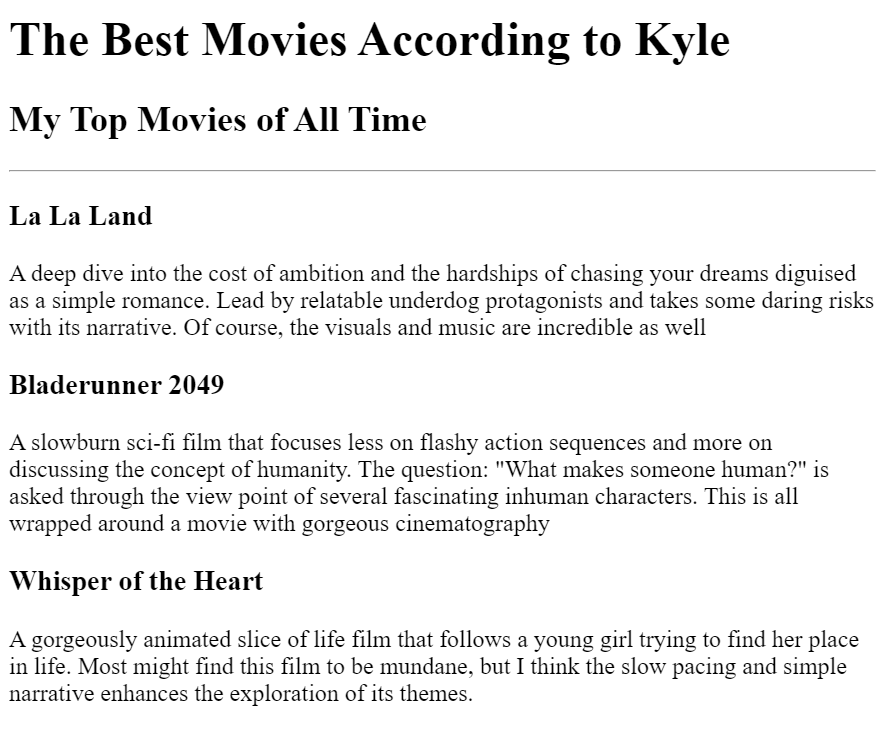 The Best Movies According to Kyle
My Top Movies of All Time
La La Land
A deep dive into the cost of ambition and the hardships of chasing your dreams diguised
as a simple romance. Lead by relatable underdog protagonists and takes some daring risks
with its narrative. Of course, the visuals and music are incredible as well
Bladerunner 2049
A slowburn sci-fi film that focuses less on flashy action sequences and more on
discussing the concept of humanity. The question: "What makes someone human?" is
asked through the view point of several fascinating inhuman characters. This is all
wrapped around a movie with gorgeous cinematography
Whisper of the Heart
A gorgeously animated slice of life film that follows a young girl trying to find her place
in life. Most might find this film to be mundane, but I think the slow pacing and simple
narrative enhances the exploration of its themes.